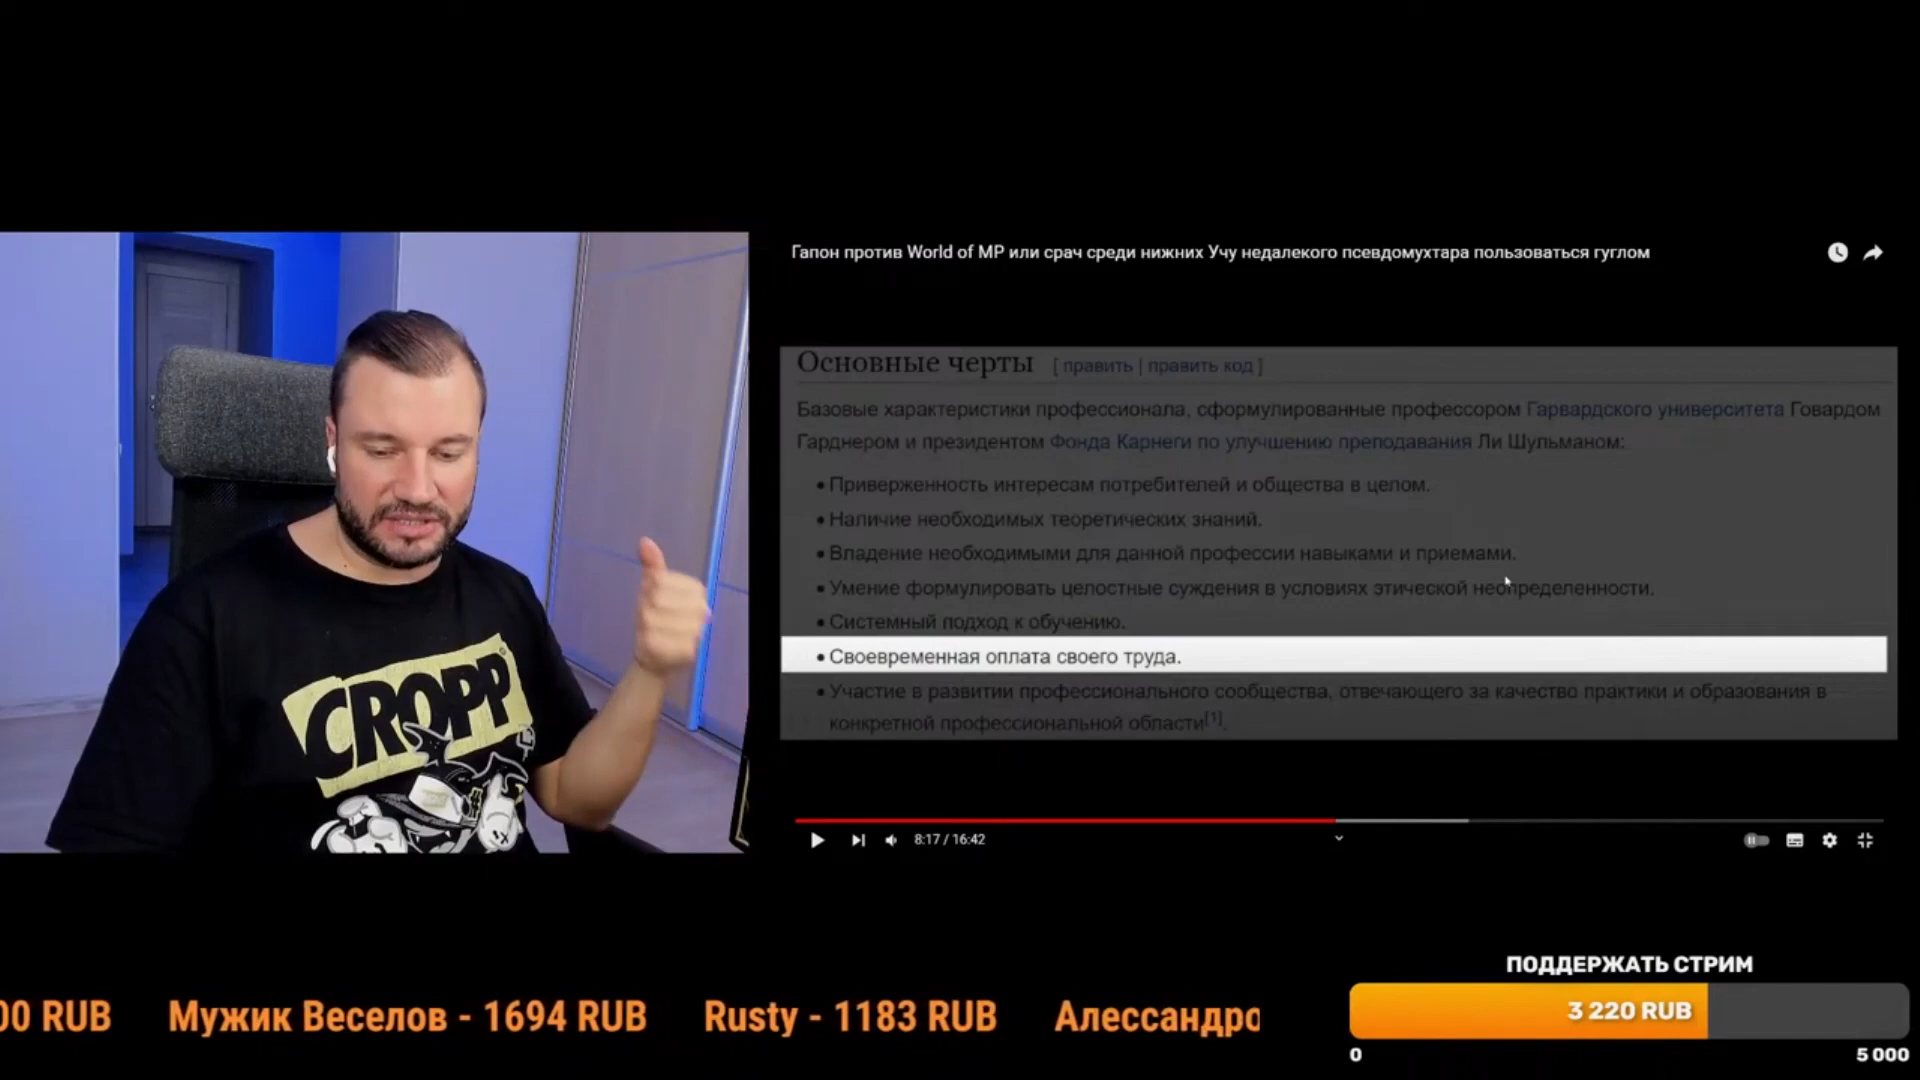 Гапон против World of MP или срач среди нижних Учу недалекого псевдомухтара пользоваться гуглом
Основные черты [ править | править код ]
Базовые характеристики профессионала, сформулированные профессором Гарвардского университета Говардом
Гарднером и президентом Фонда Карнеги по улучшению преподавания Ли Шульманом:
• Приверженность интересам потребителей и общества в целом.
• Наличие необходимых теоретических знаний.
• Владение необходимыми для данной профессии навыками и приемами.
• Умение формулировать целостные суждения в условиях этической неопределенности.
• Системный подход к обучению.
• Своевременная оплата своего труда.
• Участие в развитии профессионального сообщества, отвечающего за качество практики и образования в
конкретной профессиональной области[1].
CROPP
8:17 / 16:42
ПОДДЕРЖАТЬ СТРИМ
00 RUB Мужик Веселов - 1694 RUB Rusty - 1183 RUB Алессандро
3 220 RUB
0 5 000